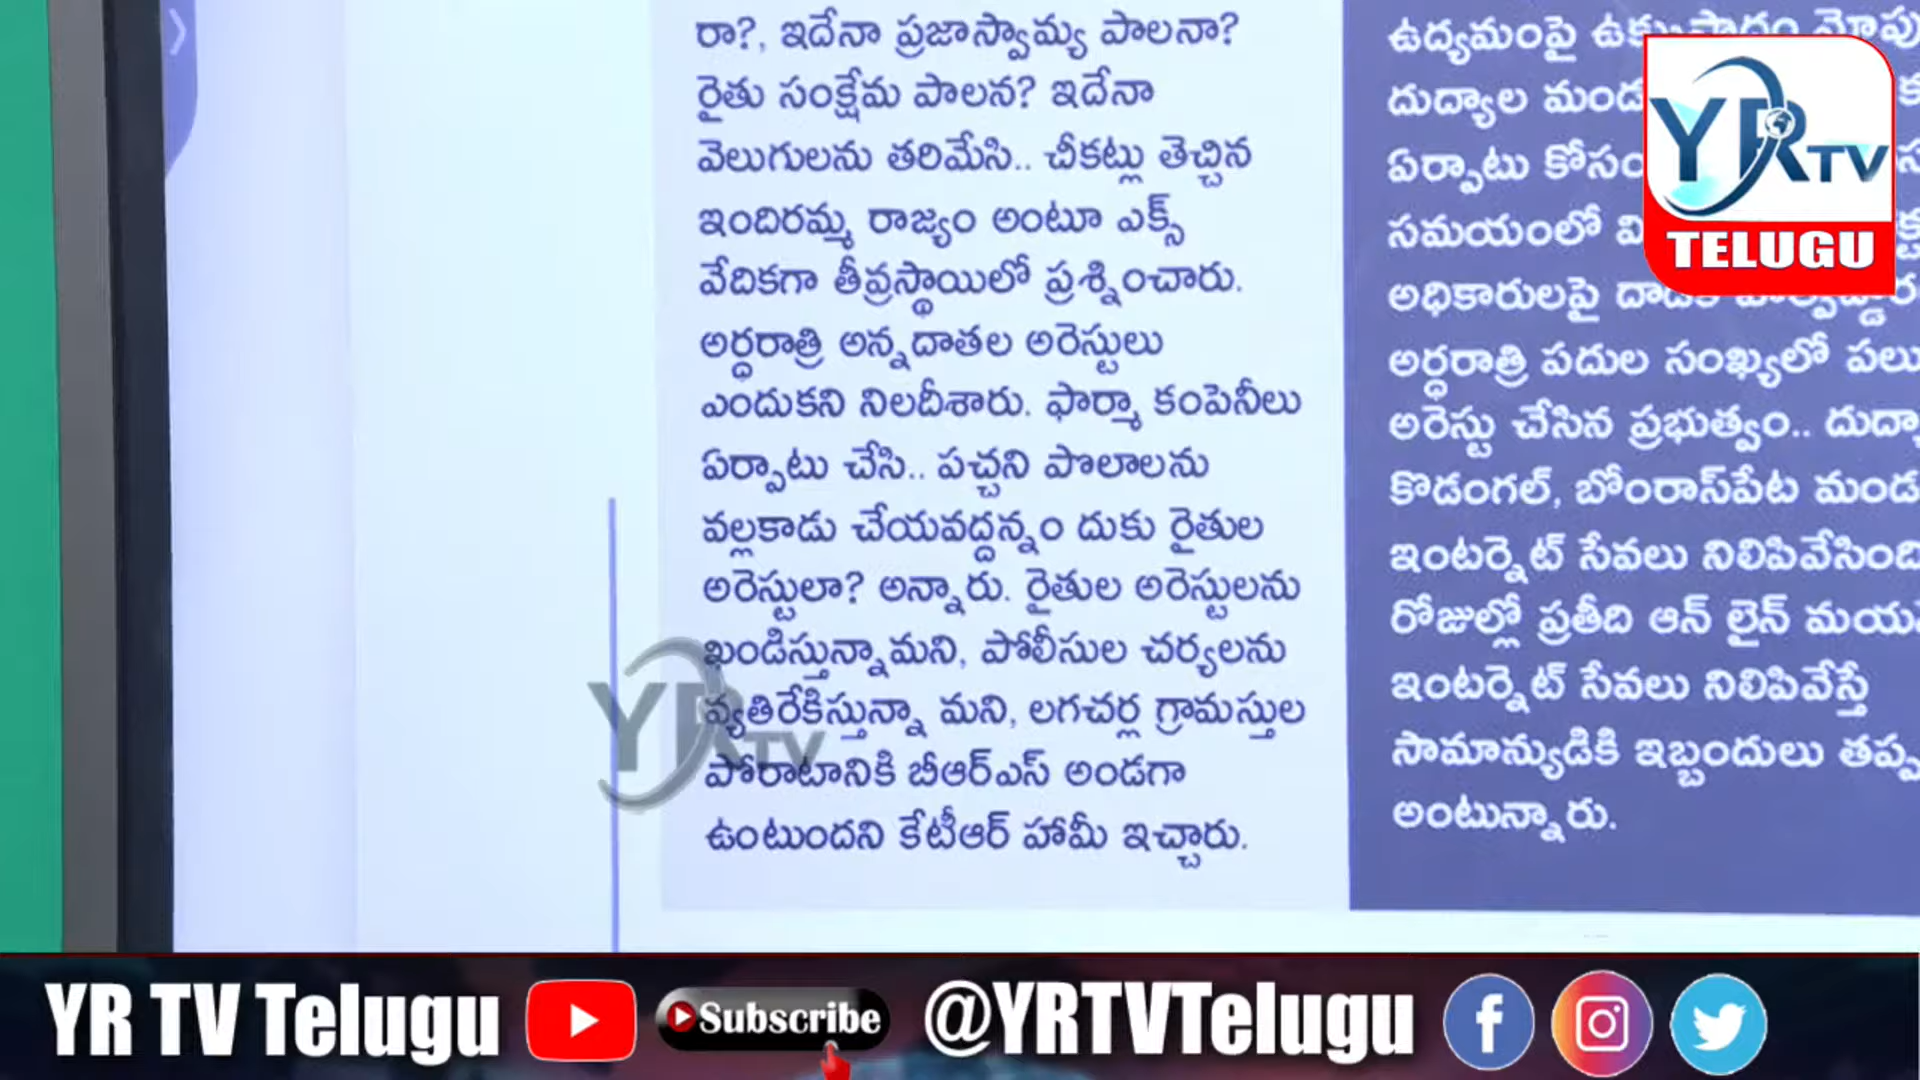 రా?, ఇదేనా ప్రజాస్వామ్య పాలనా?
రైతు సంక్షేమ పాలన? ఇదేనా
వెలుగులను తరిమేసి.. చీకట్లు తెచ్చిన
ఇందిరమ్మ రాజ్యం అంటూ ఎక్స్
వేదికగా తీవ్రస్థాయిలో ప్రశ్నించారు.
అర్ధరాత్రి అన్నదాతల అరెస్టులు
ఎందుకని నిలదీశారు. ఫార్మా కంపెనీలు
ఏర్పాటు చేసి.. పచ్చని పొలాలను
వల్లకాడు చేయవద్దన్నం దుకు రైతుల
అరెస్టులా? అన్నారు. రైతుల అరెస్టులను
ఖండిస్తున్నామని, పోలీసుల చర్యలను
వ్యతిరేకిస్తున్నా మని, లగచర్ల గ్రామస్తుల
పోరాటానికి బీఆర్ఎస్ అండగా
ఉంటుందని కేటీఆర్ హామీ ఇచ్చారు.
ఉద్యమంపై ఉక్కుపాదం
దుద్యాల
ఏర్పాటు కోసం
సమయంలో
అధికారులపై
అర్ధరాత్రి పదుల సంఖ్యలో
అరెస్టు చేసిన ప్రభుత్వం..
కొడంగల్, బోంరాస్‌పేట
ఇంటర్నెట్ సేవలు నిలిపివేసింది
రోజుల్లో ప్రతీది ఆన్ లైన్
ఇంటర్నెట్ సేవలు నిలిపివేస్తే
సామాన్యుడికి ఇబ్బందులు
అంటున్నారు.
YRTV
TELUGU
YRTV
YR TV Telugu
Subscribe
@YRTVTelugu